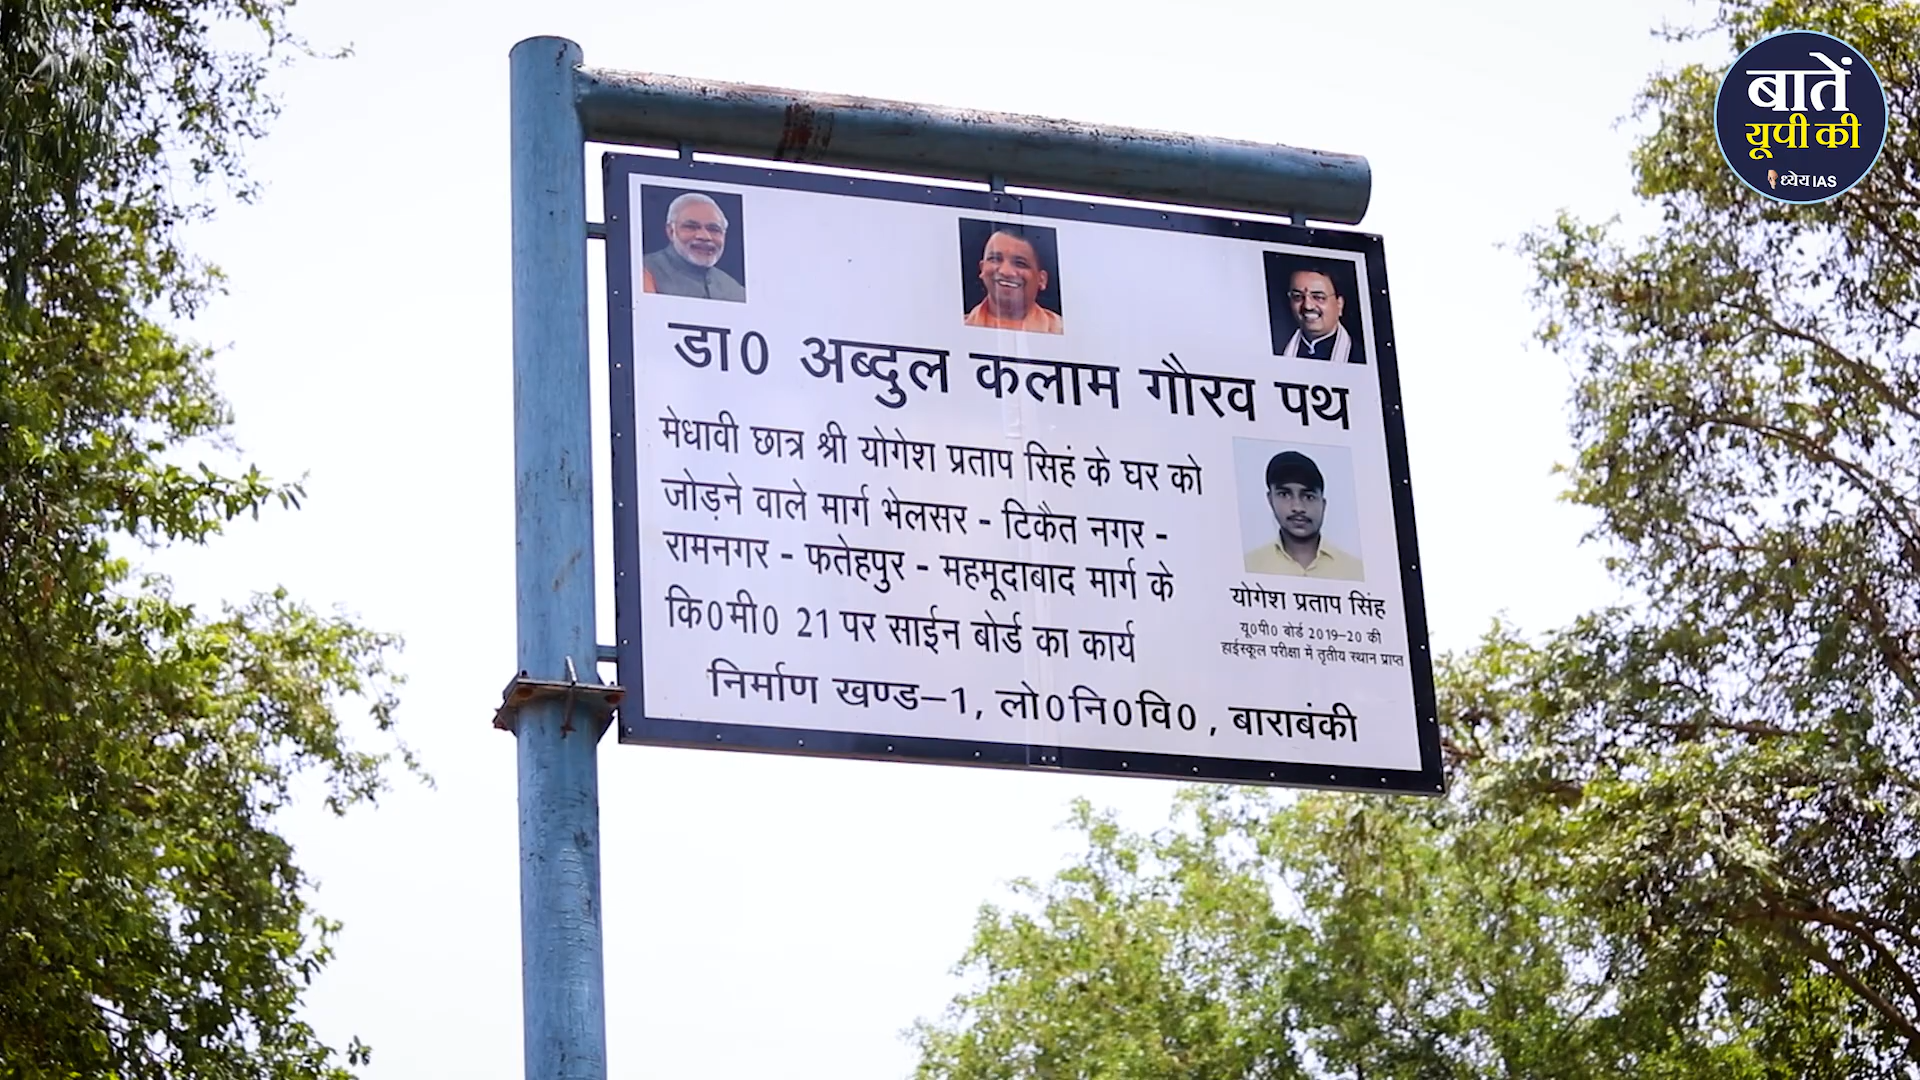 बातें
यूपी की
ध्येय IAS
डा0 अब्दुल कलाम गौरव पथ
मेधावी छात्र श्री योगेश प्रताप सिहं के घर को
जोड़ने वाले मार्ग भेलसर - टिकैत नगर -
रामनगर - फतेहपुर - महमूदाबाद मार्ग के
कि0मी0 21 पर साईन बोर्ड का कार्य
योगेश प्रताप सिंह
यू0पी0 बोर्ड 2019-20 की
हाईस्कूल परीक्षा में तृतीय स्थान प्राप्त
निर्माण खण्ड-1, लो0नि0वि0 , बाराबंकी